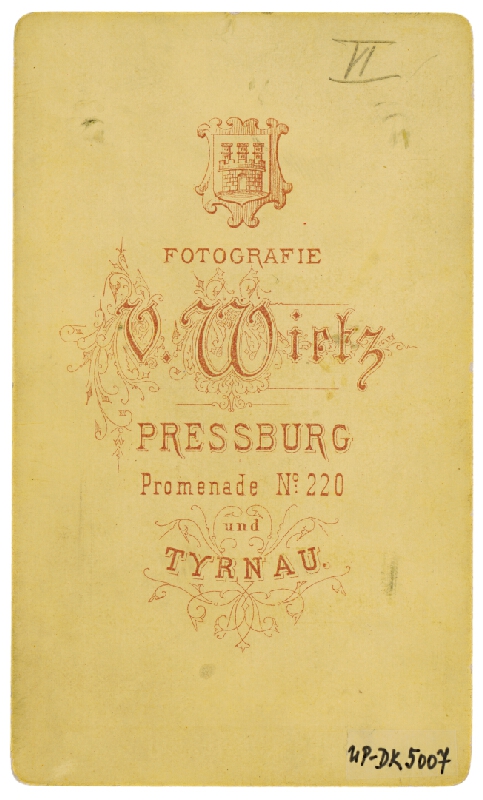 VI
FOTOGRAFIE
V. Wirtz
PRESSBURG
Promenade No: 220
und
TYRNAU.
UP-DK 5007